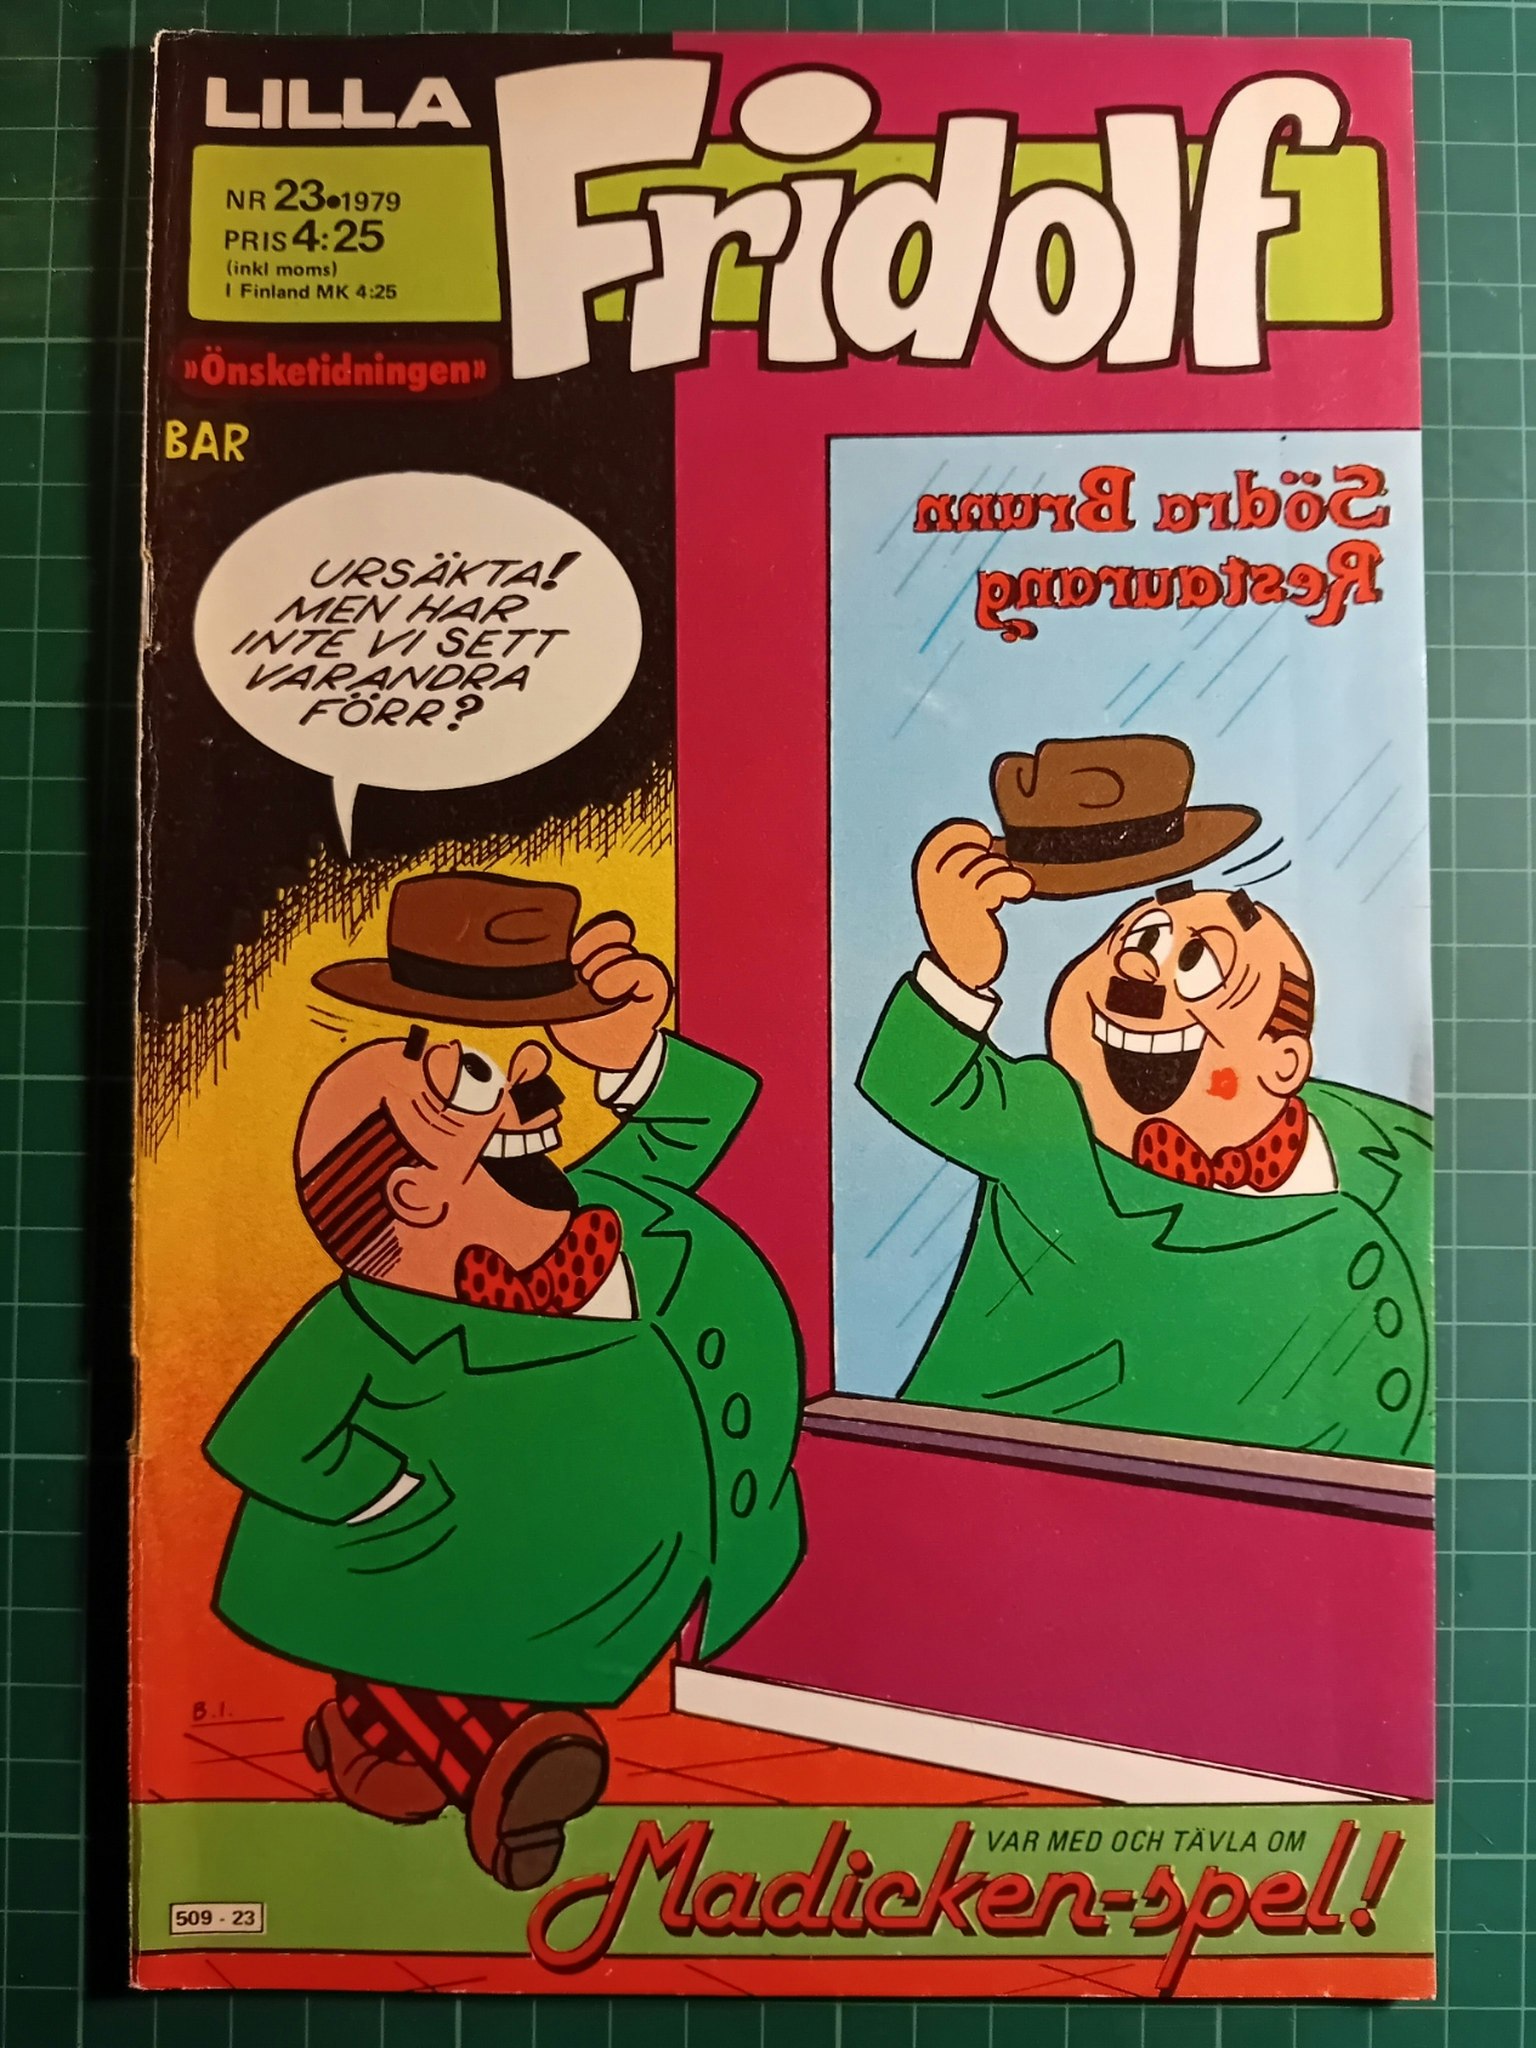 LILLA
Fridolf
NR 23•1979
PRIS 4:25
(inkl moms)
I Finland MK 4:25
»Önsketidningen»
BAR
URSÄKTA!
MEN HAR
INTE VI SETT
VARANDRA
FÖRR?
Södra Brunn
Restaurang
B.I.
VAR MED OCH TÄVLA OM
Madicken-spel!
509 - 23